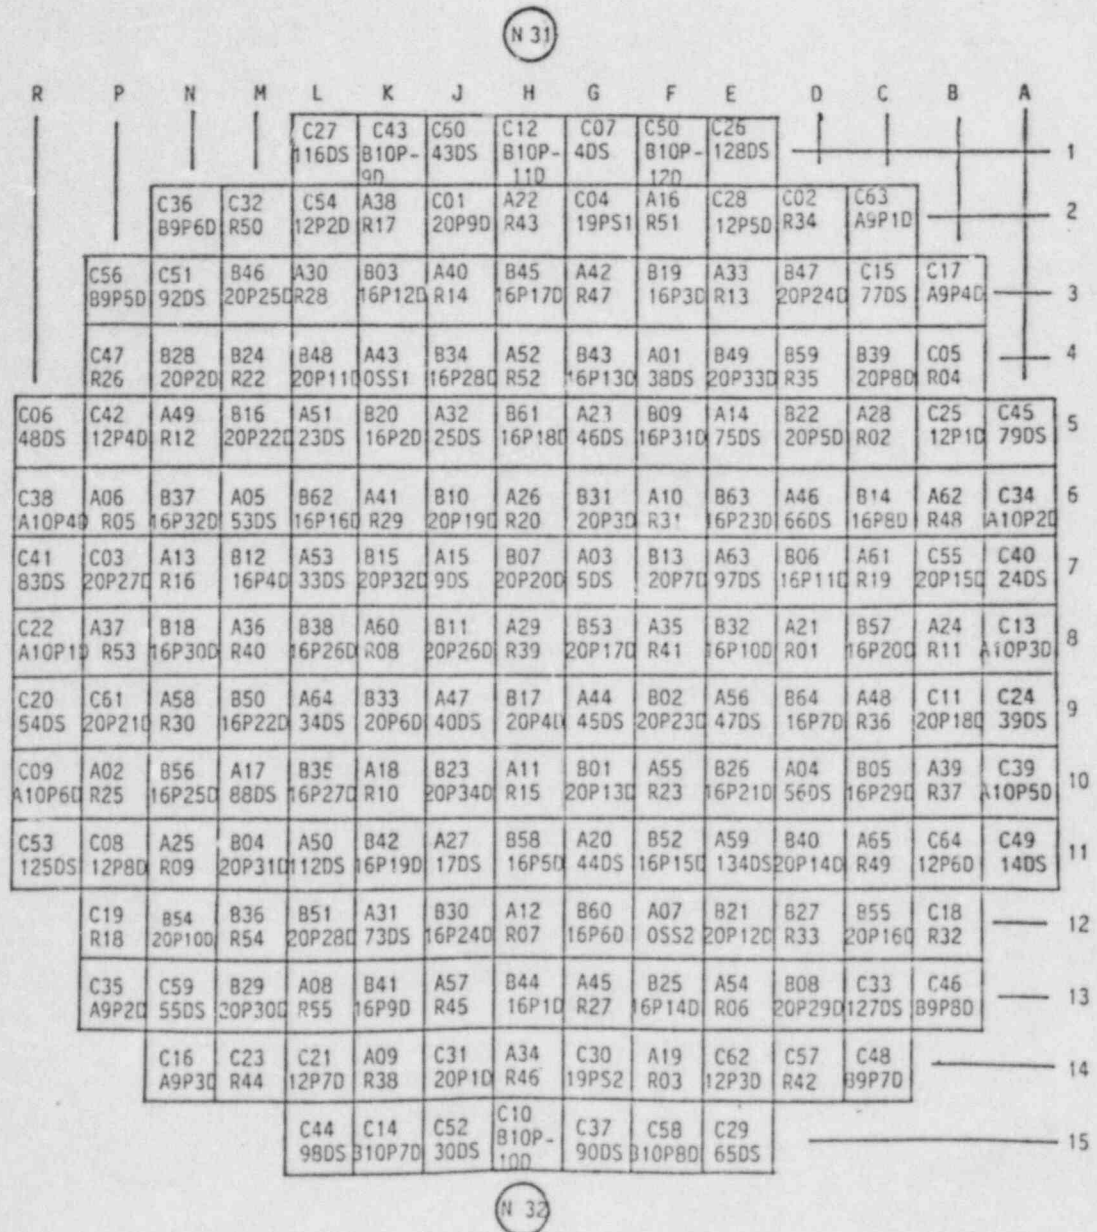 N 31
R P N M L K J H G F E D C B A
C27 C43 C60 C12 C07 C50 C26
116DS B10P- 43DS B10P- 4DS B10P- 128DS 1
9D 11D 12D
C36 C32 C54 A38 C01 A22 C04 A16 C28 C02 C63
B9P6D R50 12P2D R17 20P9D R43 19PS1 R51 12P5D R34 A9P1D 2
C56 C51 B46 A30 B03 A40 B45 A42 B19 A33 B47 C15 C17
B9P5D 92DS 20P25D R28 16P12D R14 16P17D R47 16P3D R13 20P24D 77DS A9P4D 3
C47 B28 B24 B48 A43 B34 A52 B43 A01 B49 B59 B39 C05
R26 20P2D R22 20P11D OSS1 16P28D R52 16P13D 38DS 20P33D R35 20P8D R04 4
C06 C42 A49 B16 A51 B20 A32 B61 A23 B09 A14 B22 A28 C25 C45
48DS 12P4D R12 20P22D 23DS 16P2D 25DS 16P18D 46DS 16P31D 75DS 20P5D R02 12P1D 79DS 5
C38 A06 B37 A05 B62 A41 B10 A26 B31 A10 B63 A46 B14 A62 C34
A10P4D R05 16P32D 53DS 16P16D R29 20P19D R20 20P3D R31 16P23D 66DS 16P8D R48 A10P2D 6
C41 C03 A13 B12 A53 B15 A15 B07 A03 B13 A63 B06 A61 C55 C40
83DS 20P27D R16 16P4D 33DS 20P32D 9DS 20P20D 5DS 20P7D 97DS 16P11D R19 20P15D 24DS 7
C22 A37 B18 A36 B38 A60 B11 A29 B53 A35 B32 A21 B57 A24 C13
A10P1D R53 16P30D R40 16P26D R08 20P26D R39 20P17D R41 16P10D R01 16P20D R11 A10P3D 8
C20 C61 A58 B50 A64 B33 A47 B17 A44 B02 A56 B64 A48 C11 C24
54DS 20P21D R30 16P22D 34DS 20P6D 40DS 20P4D 45DS 20P23D 47DS 16P7D R36 20P18D 39DS 9
C09 A02 B56 A17 B35 A18 B23 A11 B01 A55 B26 A04 B05 A39 C39
A10P6D R25 16P25D 88DS 16P27D R10 20P34D R15 20P13D R23 16P21D 56DS 16P29D R37 A10P5D 10
C53 C08 A25 B04 A50 B42 A27 B58 A20 B52 A59 B40 A65 C64 C49
125DS 12P8D R09 20P31D 112DS 16P19D 17DS 16P5D 44DS 16P15D 134DS 20P14D R49 12P6D 14DS 11
C19 B54 B36 B51 A31 B30 A12 B60 A07 B21 B27 B55 C18
R18 20P10D R54 20P28D 73DS 16P24D R07 16P6D OSS2 20P12D R33 20P16D R32 12
C35 C59 B29 A08 B41 A57 B44 A45 B25 A54 B08 C33 C46
A9P2D 55DS 20P30D R55 16P9D R45 16P1D R27 16P14D R06 20P29D 127DS B9P8D 13
C16 C23 C21 A09 C31 A34 C30 A19 C62 C57 C48
A9P3D R44 12P7D R38 20P1D R46 19PS2 R03 12P3D R42 B9P7D 14
C44 C14 C52 C10 C37 C58 C29
98DS B10P7D 30DS B10P- 90DS B10P8D 65DS 15
10D
N 32